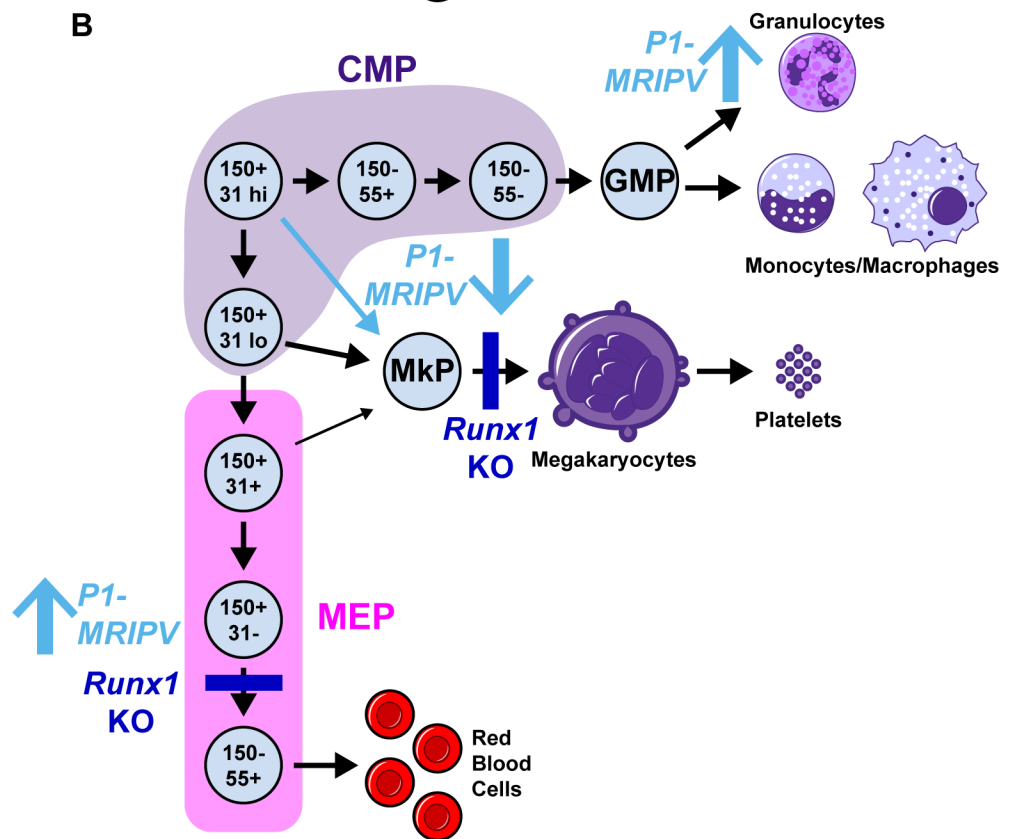 B
Granulocytes
P1-
MRIPV
CMP
150+
31 hi
150-
55+
150-
55-
GMP
Monocytes/Macrophages
P1-
MRIPV
150+
31 lo
MkP
Runx1
KO
Megakaryocytes
Platelets
150+
31+
P1-
MRIPV
150+
31-
MEP
Runx1
KO
150-
55+
Red
Blood
Cells